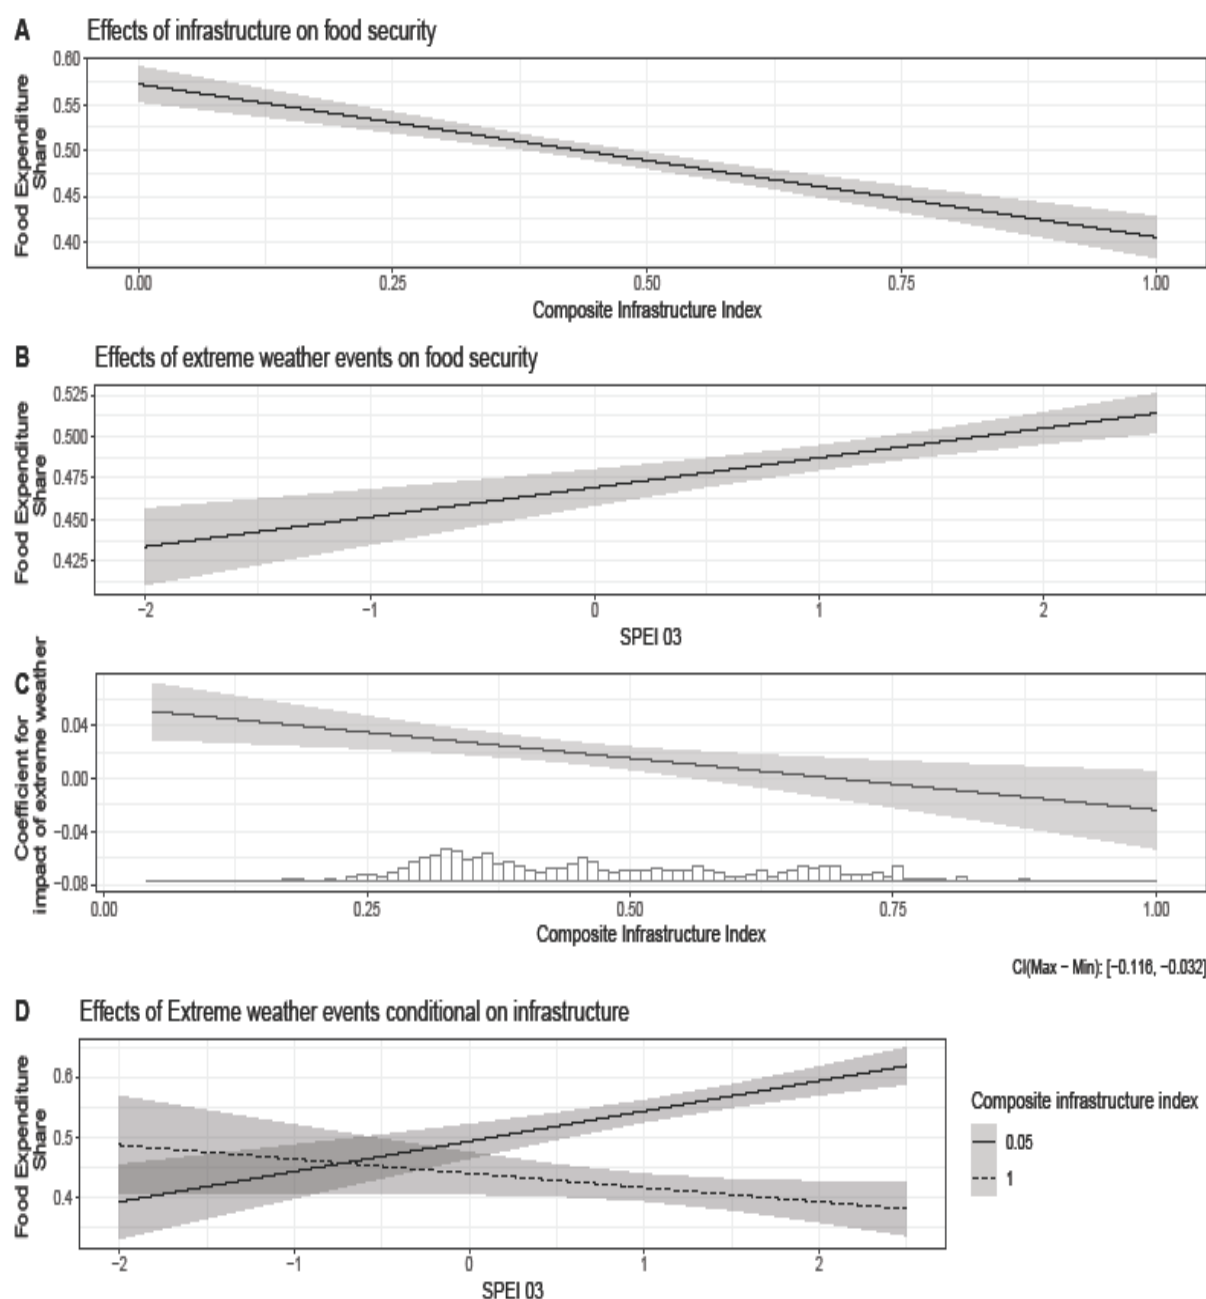 A Effects of infrastructure on food security
Food Expenditure
Share
0.60
0.55
0.50
0.45
0.40
0.00 0.25 0.50 0.75 1.00
Composite Infrastructure Index
B Effects of extreme weather events on food security
Food Expenditure
Share
0.525
0.500
0.475
0.450
0.425
−2 −1 0 1 2
SPEI 03
C
Coefficient for
impact of extreme weather
0.04
0.00
−0.04
−0.08
0.00 0.25 0.50 0.75 1.00
Composite Infrastructure Index
CI(Max − Min): [−0.116, −0.032]
D Effects of Extreme weather events conditional on infrastructure
Food Expenditure
Share
0.6
0.5
0.4
−2 −1 0 1 2
SPEI 03
Composite infrastructure index
0.05
1